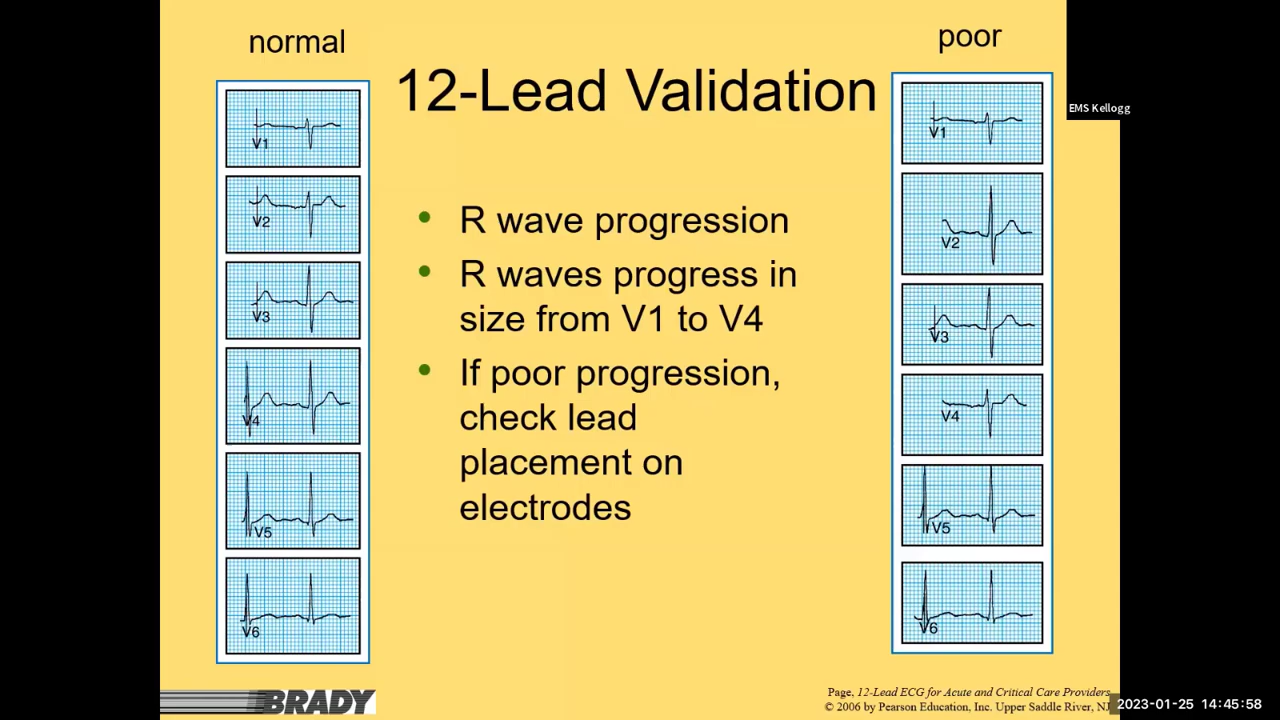 normal
poor
12-Lead Validation
EMS Kellogg
V1
V2
V3
V4
V5
V6
• R wave progression
• R waves progress in
size from V1 to V4
• If poor progression,
check lead
placement on
electrodes
V1
V2
V3
V4
V5
V6
BRADY
Page, 12-Lead ECG for Acute and Critical Care Providers
© 2006 by Pearson Education, Inc. Upper Saddle River, NJ
2023-01-25 14:45:58